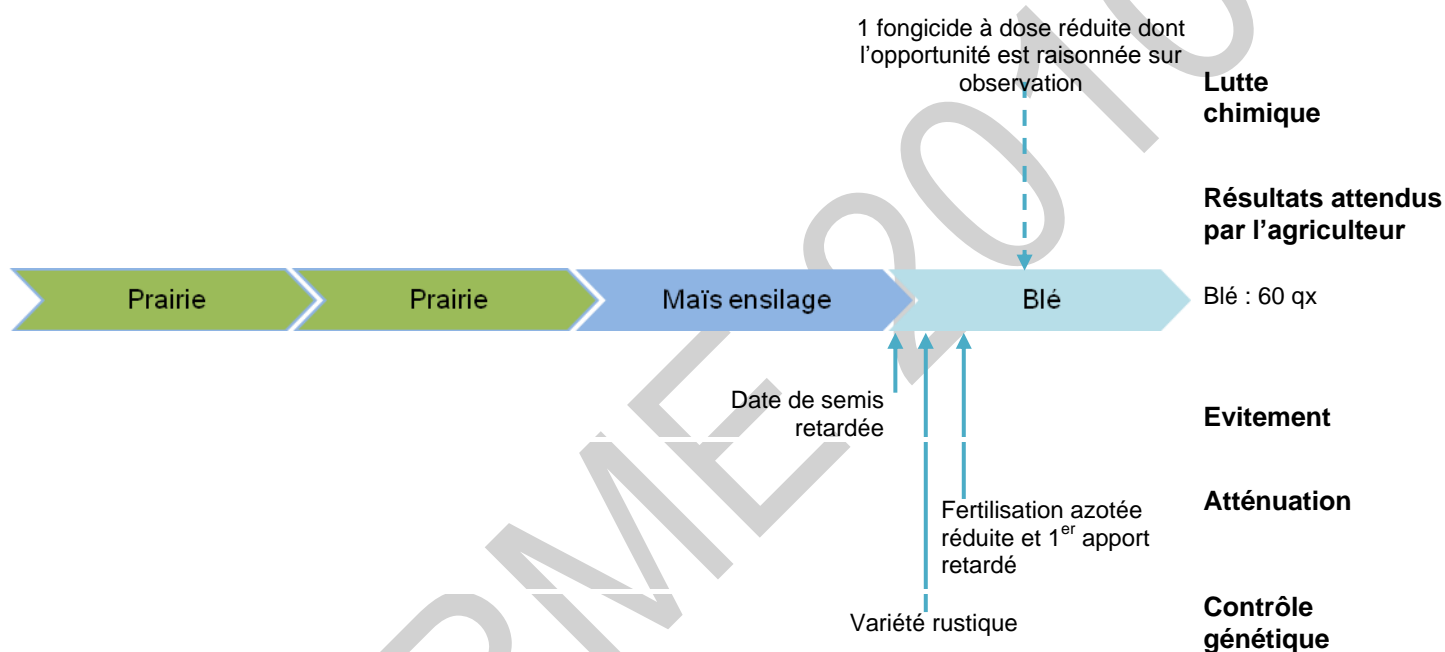 1 fongicide à dose réduite dont
l’opportunité est raisonnée sur
observation
Lutte
chimique
Résultats attendus
par l’agriculteur
Prairie
Prairie
Maïs ensilage
Blé
Blé : 60 qx
Date de semis
retardée
Evitement
Fertilisation azotée
réduite et 1er apport
retardé
Atténuation
Variété rustique
Contrôle
génétique
RME 2010